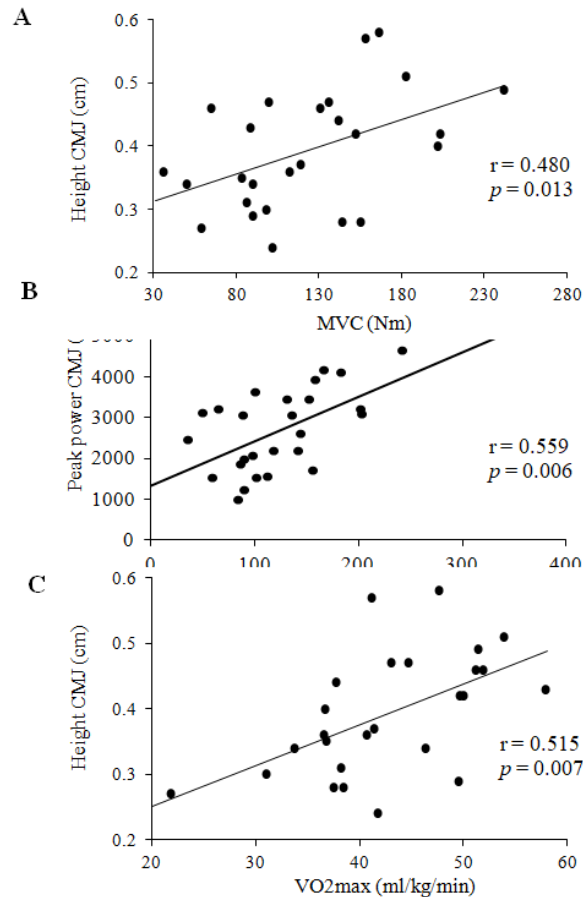 A
Height CMJ (cm)
0.6
0.5
0.4
0.3
0.2
30
80
130
180
230
280
MVC (Nm)
r = 0.480
p = 0.013
B
Peak power CMJ (
4000
3000
2000
1000
0
0
100
200
300
400
r = 0.559
p = 0.006
C
Height CMJ (cm)
0.6
0.5
0.4
0.3
0.2
20
30
40
50
60
VO2max (ml/kg/min)
r = 0.515
p = 0.007